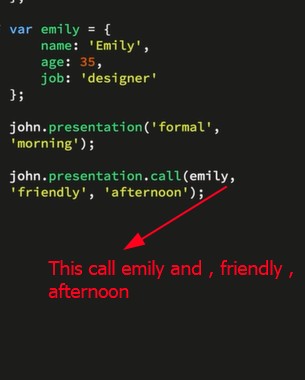 };
var emily = {
name: 'Emily',
age: 35,
job: 'designer'
};
john.presentation('formal',
'morning');
john.presentation.call(emily,
'friendly', 'afternoon');
This call emily and , friendly ,
afternoon